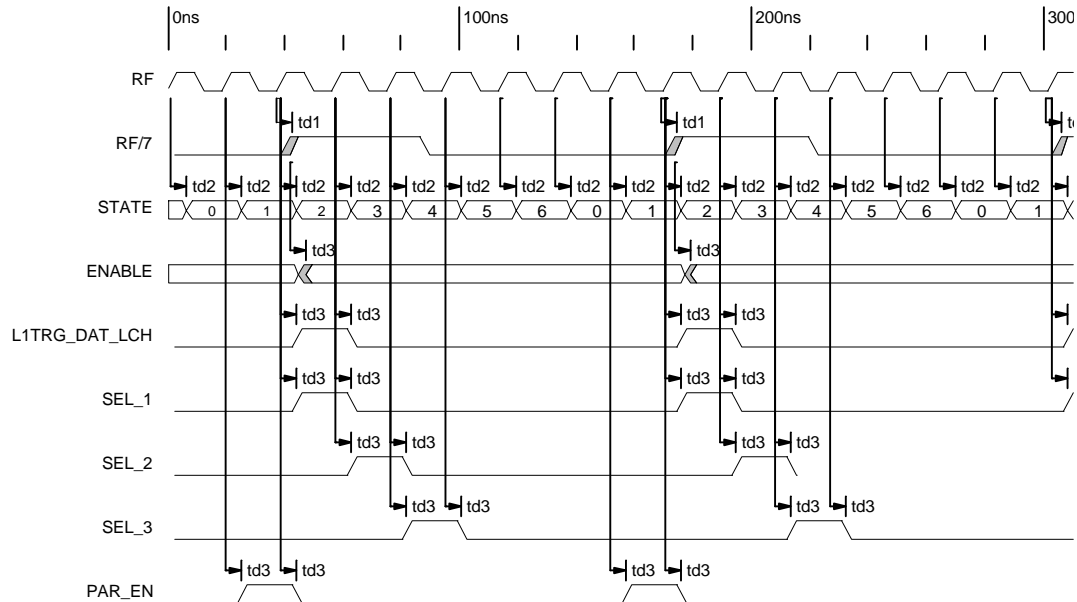 0ns 100ns 200ns 300
RF
td1 td1 t
RF/7
td2 td2 td2 td2 td2 td2 td2 td2 td2 td2 td2 td2 td2 td2 td2 td2
STATE 0 1 2 3 4 5 6 0 1 2 3 4 5 6 0 1
td3 td3
ENABLE
td3 td3 td3 td3
L1TRG_DAT_LCH
td3 td3 td3 td3
SEL_1
td3 td3 td3 td3
SEL_2
td3 td3 td3 td3
SEL_3
td3 td3 td3 td3
PAR_EN